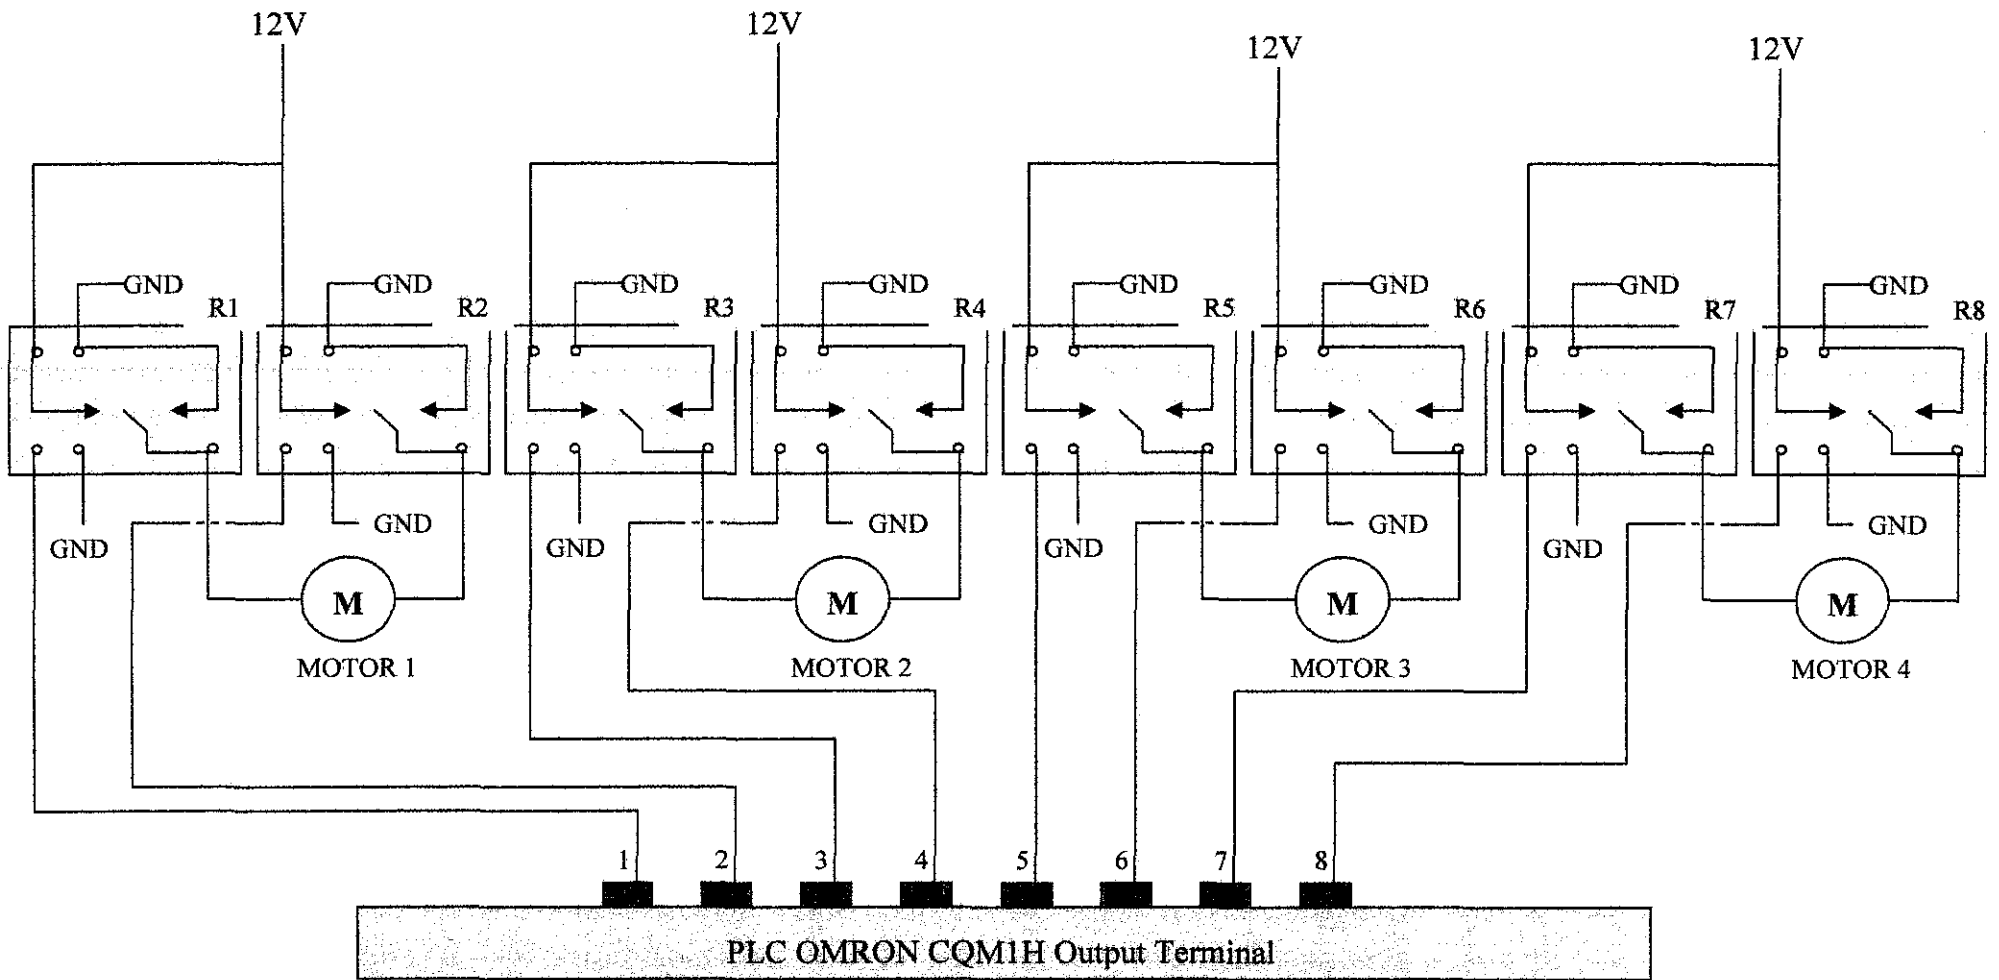 12V 12V 12V 12V
GND GND GND GND GND GND GND GND
R1 R2 R3 R4 R5 R6 R7 R8
GND GND GND GND
GND GND GND GND
M M M M
MOTOR 1 MOTOR 2 MOTOR 3 MOTOR 4
1 2 3 4 5 6 7 8
PLC OMRON CQM1H Output Terminal